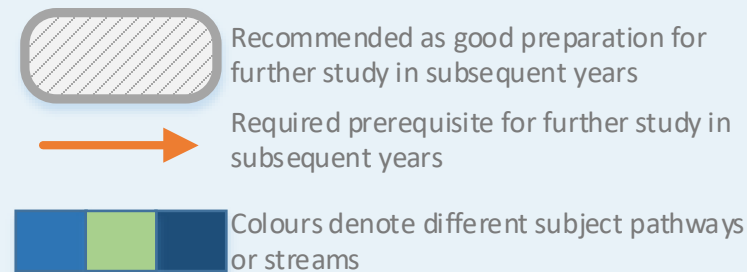 Recommended as good preparation for
further study in subsequent years
Required prerequisite for further study in
subsequent years
Colours denote different subject pathways
or streams